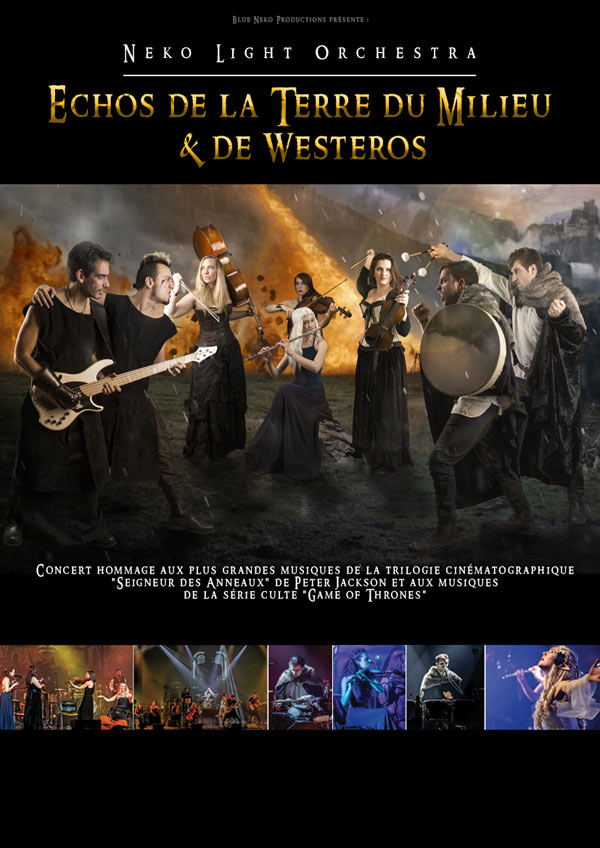 Blue Neko Productions présente :
Neko Light Orchestra
Echos de la Terre du Milieu
& de Westeros
Concert hommage aux plus grandes musiques de la trilogie cinématographique
"Seigneur des Anneaux" de Peter Jackson et aux musiques
de la série culte "Game of Thrones"